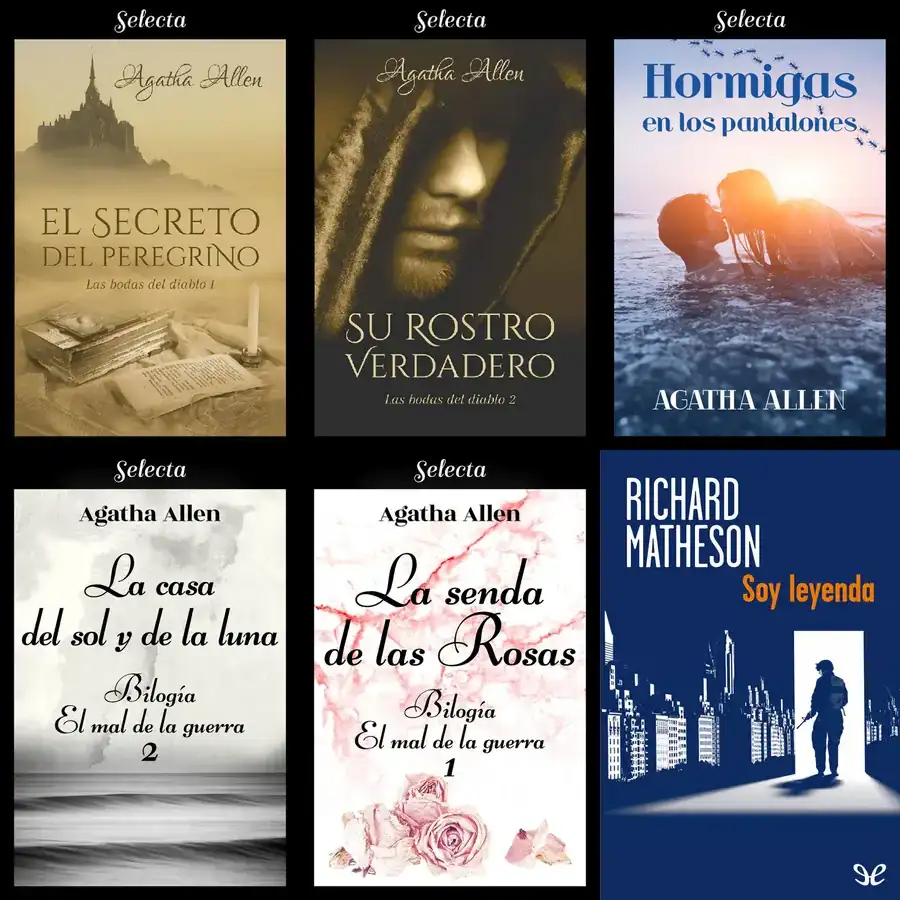 Selecta
Agatha Allen
EL SECRETO
DEL PEREGRINO
Las bodas del diablo 1
Selecta
Agatha Allen
SU ROSTRO
VERDADERO
Las bodas del diablo 2
Selecta
Hormigas
en los pantalones
AGATHA ALLEN
Selecta
Agatha Allen
La casa
del sol y de la luna
Bilogía
El mal de la guerra
2
Selecta
Agatha Allen
La senda
de las Rosas
Bilogía
El mal de la guerra
1
RICHARD
MATHESON
Soy leyenda